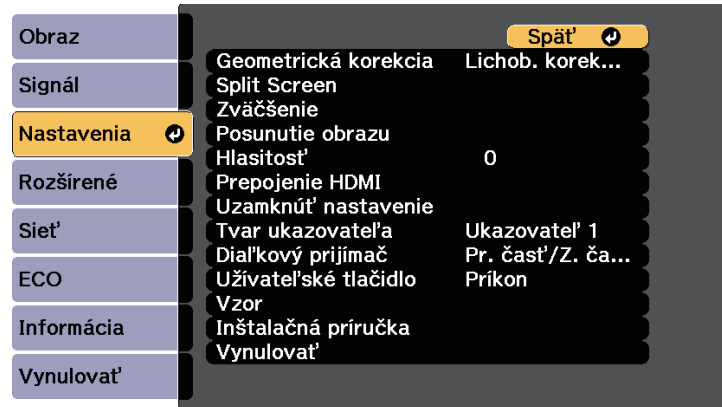 Obraz
Signál
Nastavenia
Rozšírené
Sieť
ECO
Informácia
Vynulovať
Späť
Geometrická korekcia Lichob. korek...
Split Screen
Zväčšenie
Posunutie obrazu
Hlasitosť 0
Prepojenie HDMI
Uzamknúť nastavenie
Tvar ukazovateľa Ukazovateľ 1
Diaľkový prijímač Pr. časť/Z. ča...
Užívateľské tlačidlo Príkon
Vzor
Inštalačná príručka
Vynulovať